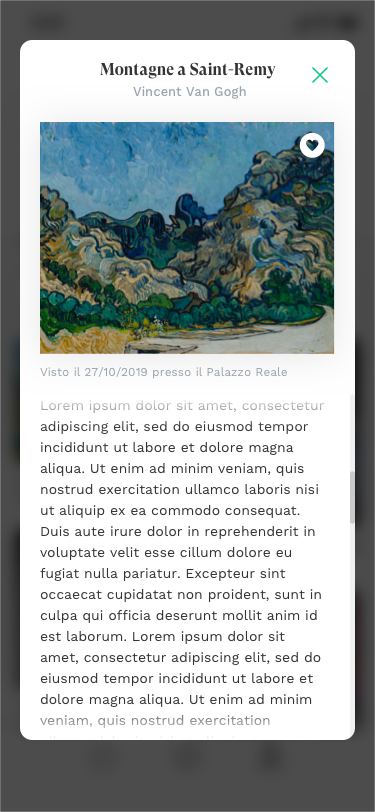 Montagne a Saint-Remy
Vincent Van Gogh
Visto il 27/10/2019 presso il Palazzo Reale
Lorem ipsum dolor sit amet, consectetur
adipiscing elit, sed do eiusmod tempor
incididunt ut labore et dolore magna
aliqua. Ut enim ad minim veniam, quis
nostrud exercitation ullamco laboris nisi
ut aliquip ex ea commodo consequat.
Duis aute irure dolor in reprehenderit in
voluptate velit esse cillum dolore eu
fugiat nulla pariatur. Excepteur sint
occaecat cupidatat non proident, sunt in
culpa qui officia deserunt mollit anim id
est laborum. Lorem ipsum dolor sit
amet, consectetur adipiscing elit, sed do
eiusmod tempor incididunt ut labore et
dolore magna aliqua. Ut enim ad minim
veniam, quis nostrud exercitation